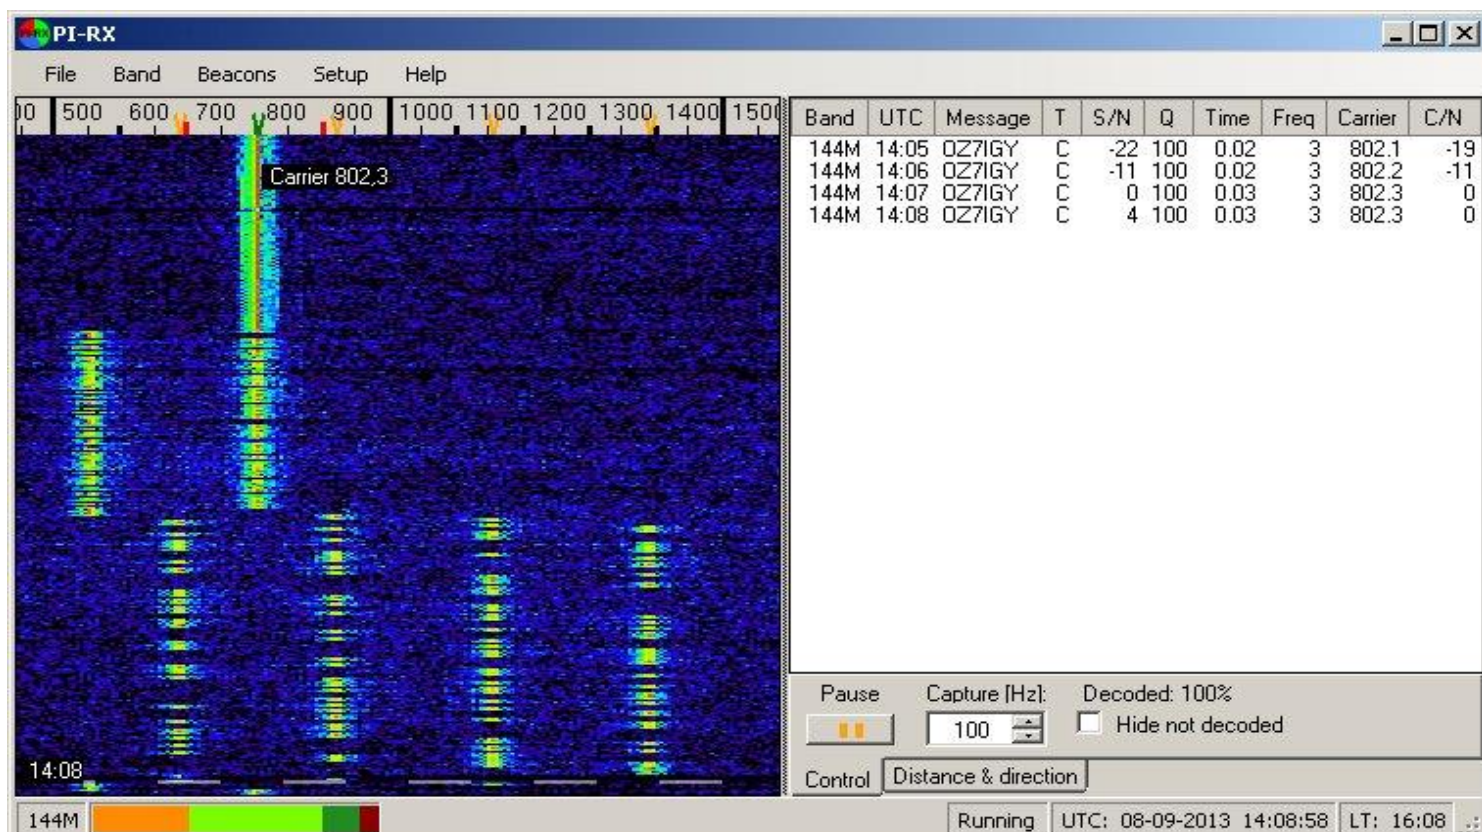 PI-RX
File Band Beacons Setup Help
500 600 700 800 900 1000 1100 1200 1300 1400
Carrier 802,3
14:08
Band UTC Message T S/N Q Time Freq Carrier C/N
144M 14:05 OZ7IGY C -22 100 0.02 3 802.1 -19
144M 14:06 OZ7IGY C -11 100 0.02 3 802.2 -11
144M 14:07 OZ7IGY C 0 100 0.03 3 802.3 0
144M 14:08 OZ7IGY C 4 100 0.03 3 802.3 0
Pause Capture [Hz]: Decoded: 100%
100 Hide not decoded
Control Distance & direction
144M Running UTC: 08-09-2013 14:08:58 LT: 16:08